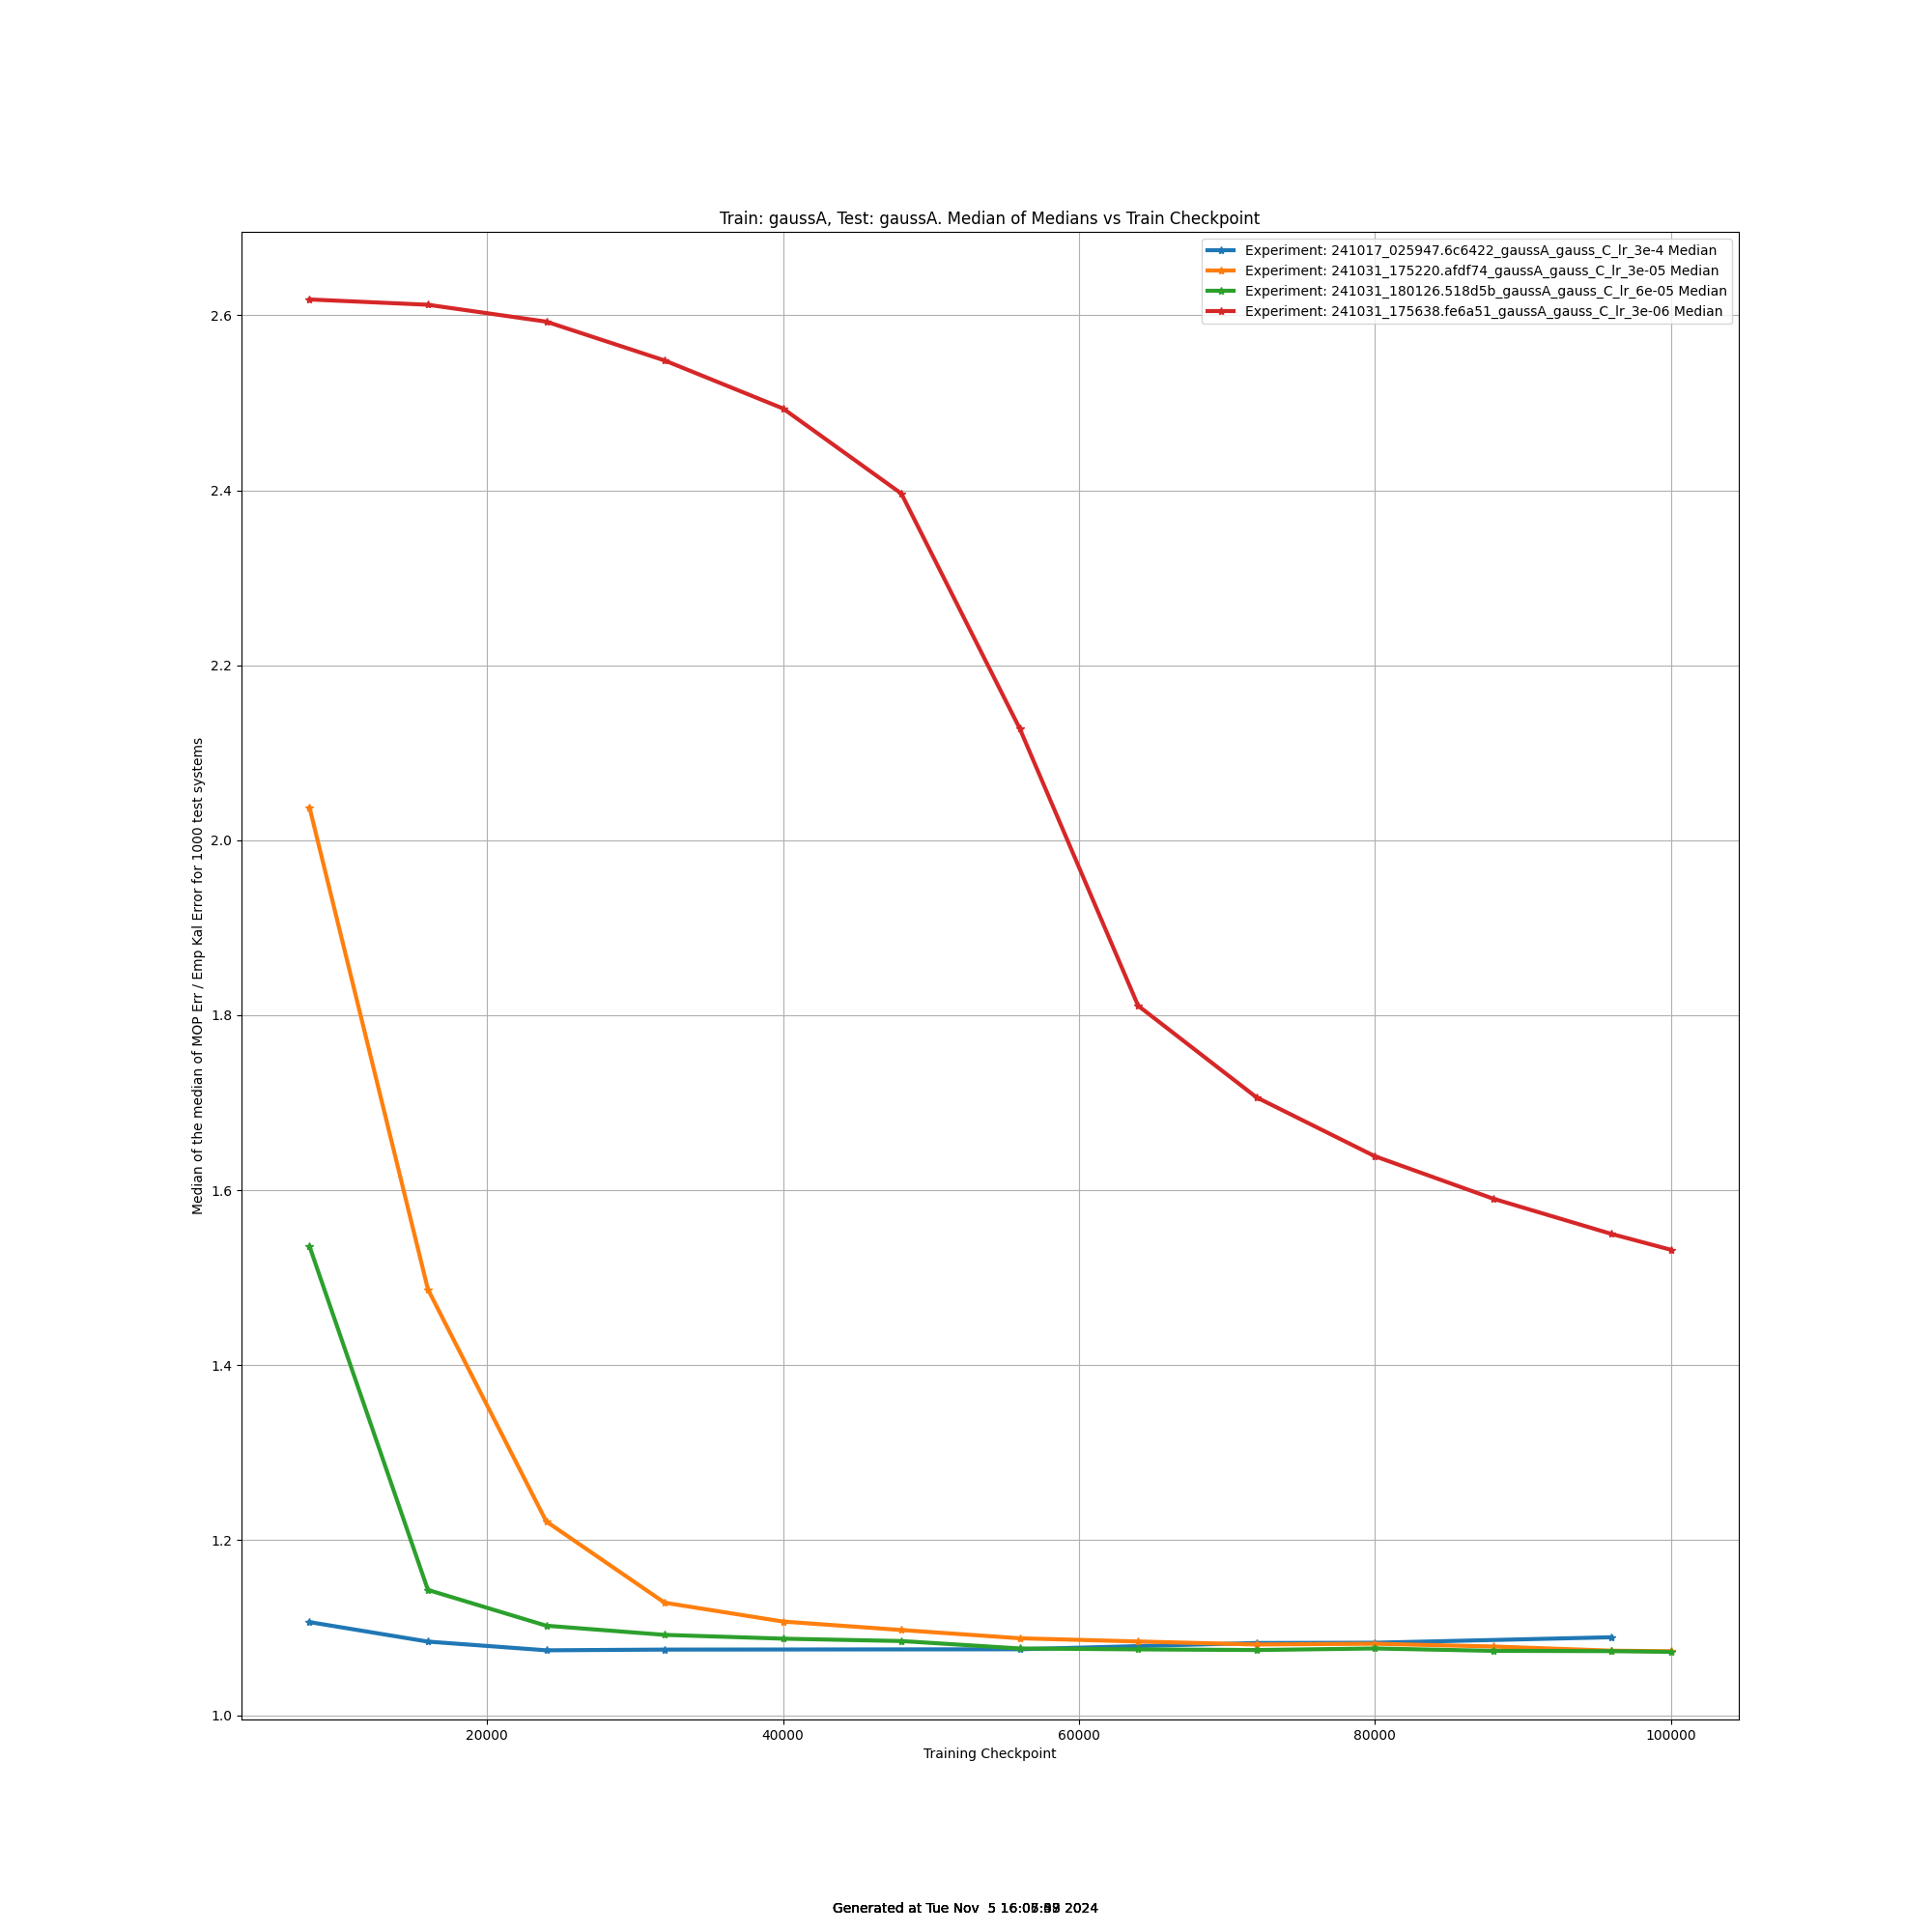 Train: gaussA, Test: gaussA. Median of Medians vs Train Checkpoint
Experiment: 241017_025947.6c6422_gaussA_gauss_C_lr_3e-4 Median
Experiment: 241031_175220.afdf74_gaussA_gauss_C_lr_3e-05 Median
Experiment: 241031_180126.518d5b_gaussA_gauss_C_lr_6e-05 Median
Experiment: 241031_175638.fe6a51_gaussA_gauss_C_lr_3e-06 Median
Median of the median of MOP Err / Emp Kal Error for 1000 test systems
2.6
2.4
2.2
2.0
1.8
1.6
1.4
1.2
1.0
20000 40000 60000 80000 100000
Training Checkpoint
Generated at Tue Nov 5 2024